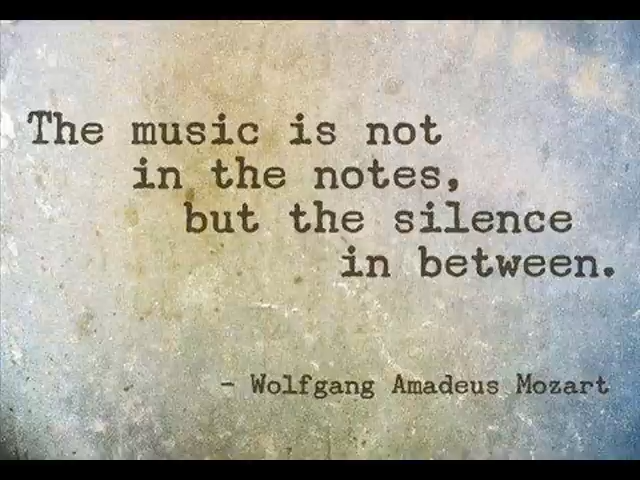 The music is not
in the notes,
but the silence
in between.
- Wolfgang Amadeus Mozart